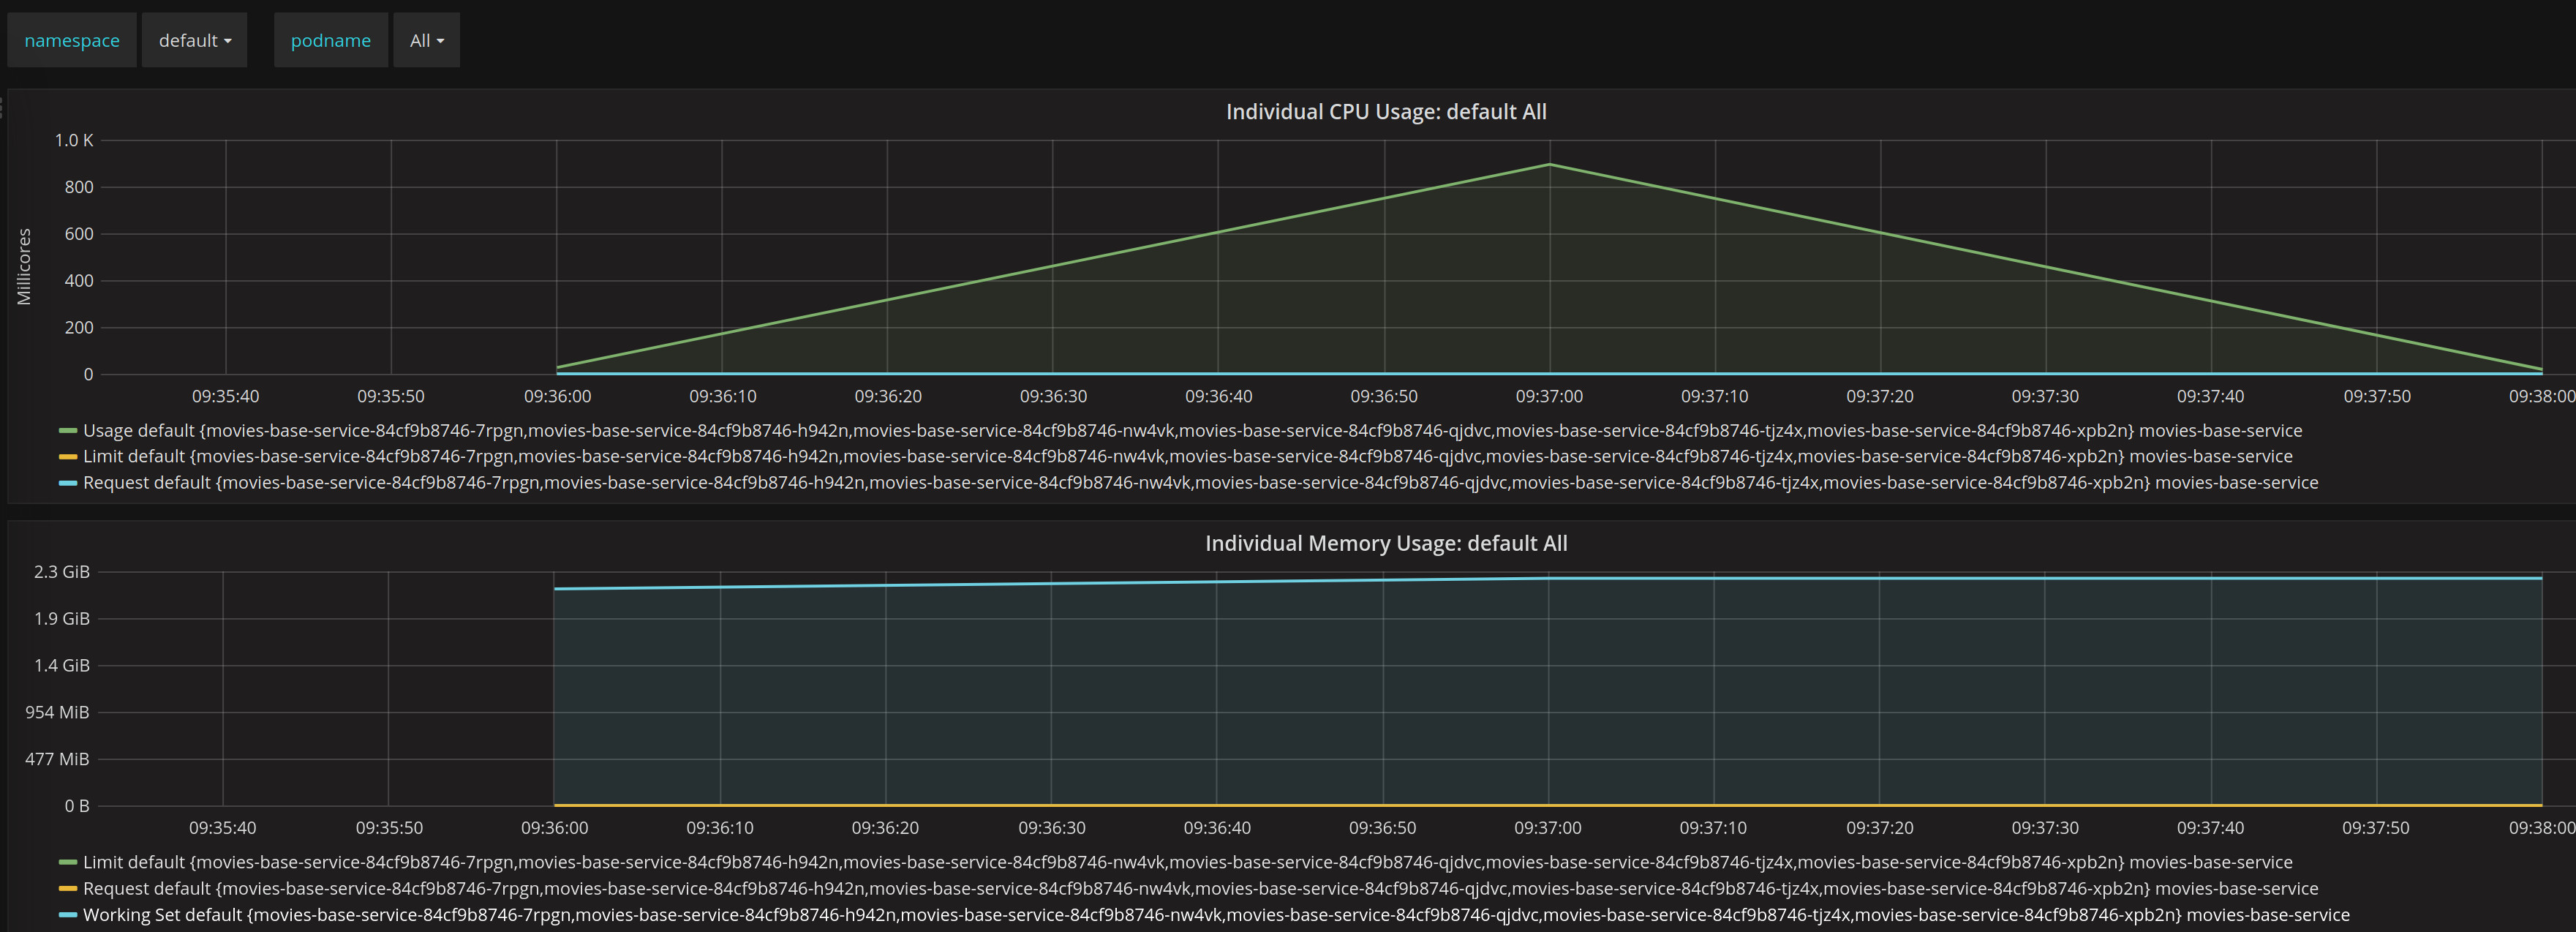 namespace default podname All
Individual CPU Usage: default All
1.0 K
800
600
400
200
0
Millicores
09:35:40 09:35:50 09:36:00 09:36:10 09:36:20 09:36:30 09:36:40 09:36:50 09:37:00 09:37:10 09:37:20 09:37:30 09:37:40 09:37:50 09:38:00
Usage default {movies-base-service-84cf9b8746-7rpgn,movies-base-service-84cf9b8746-h942n,movies-base-service-84cf9b8746-nw4vk,movies-base-service-84cf9b8746-qjdvc,movies-base-service-84cf9b8746-tjz4x,movies-base-service-84cf9b8746-xpb2n} movies-base-service
Limit default {movies-base-service-84cf9b8746-7rpgn,movies-base-service-84cf9b8746-h942n,movies-base-service-84cf9b8746-nw4vk,movies-base-service-84cf9b8746-qjdvc,movies-base-service-84cf9b8746-tjz4x,movies-base-service-84cf9b8746-xpb2n} movies-base-service
Request default {movies-base-service-84cf9b8746-7rpgn,movies-base-service-84cf9b8746-h942n,movies-base-service-84cf9b8746-nw4vk,movies-base-service-84cf9b8746-qjdvc,movies-base-service-84cf9b8746-tjz4x,movies-base-service-84cf9b8746-xpb2n} movies-base-service
Individual Memory Usage: default All
2.3 GiB
1.9 GiB
1.4 GiB
954 MiB
477 MiB
0 B
09:35:40 09:35:50 09:36:00 09:36:10 09:36:20 09:36:30 09:36:40 09:36:50 09:37:00 09:37:10 09:37:20 09:37:30 09:37:40 09:37:50 09:38:00
Limit default {movies-base-service-84cf9b8746-7rpgn,movies-base-service-84cf9b8746-h942n,movies-base-service-84cf9b8746-nw4vk,movies-base-service-84cf9b8746-qjdvc,movies-base-service-84cf9b8746-tjz4x,movies-base-service-84cf9b8746-xpb2n} movies-base-service
Request default {movies-base-service-84cf9b8746-7rpgn,movies-base-service-84cf9b8746-h942n,movies-base-service-84cf9b8746-nw4vk,movies-base-service-84cf9b8746-qjdvc,movies-base-service-84cf9b8746-tjz4x,movies-base-service-84cf9b8746-xpb2n} movies-base-service
Working Set default {movies-base-service-84cf9b8746-7rpgn,movies-base-service-84cf9b8746-h942n,movies-base-service-84cf9b8746-nw4vk,movies-base-service-84cf9b8746-qjdvc,movies-base-service-84cf9b8746-tjz4x,movies-base-service-84cf9b8746-xpb2n} movies-base-service